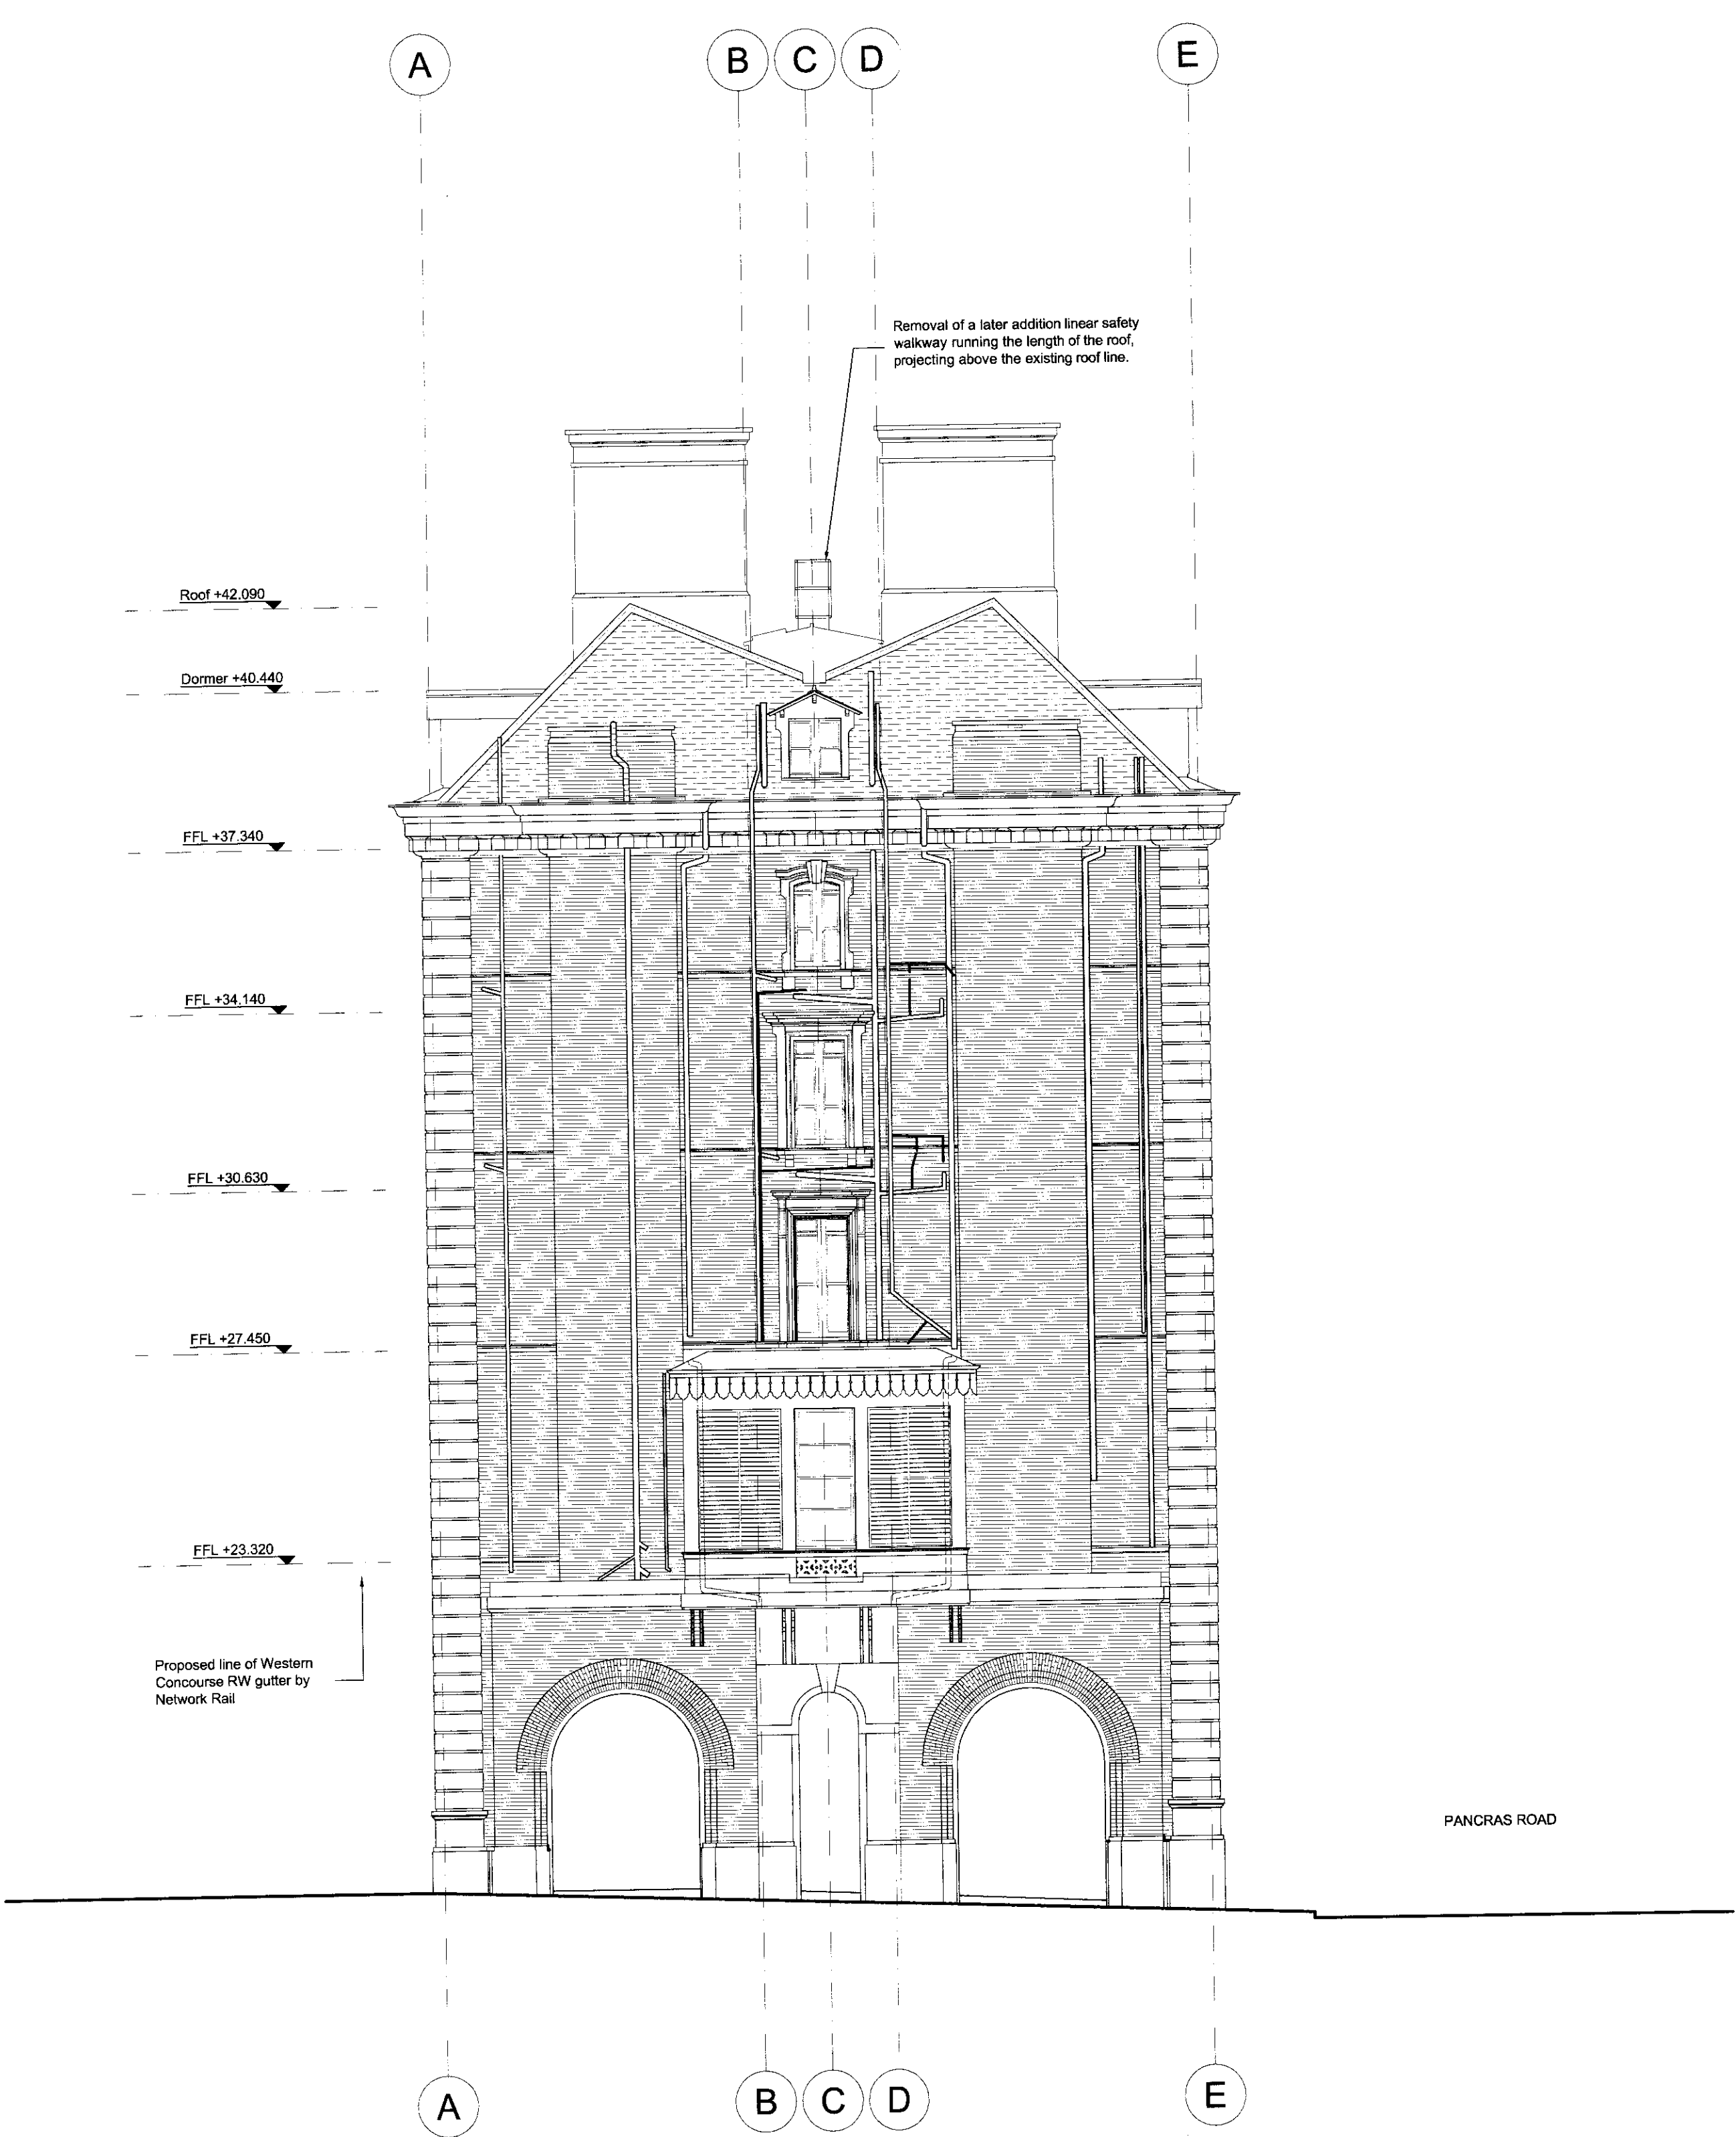 A
B
C
D
E
Removal of a later addition linear safety
walkway running the length of the roof,
projecting above the existing roof line.
Roof +42.090
Dormer +40.440
FFL +37.340
FFL +34.140
FFL +30.630
FFL +27.450
FFL +23.320
Proposed line of Western
Concourse RW gutter by
Network Rail
PANCRAS ROAD
A
B
C
D
E